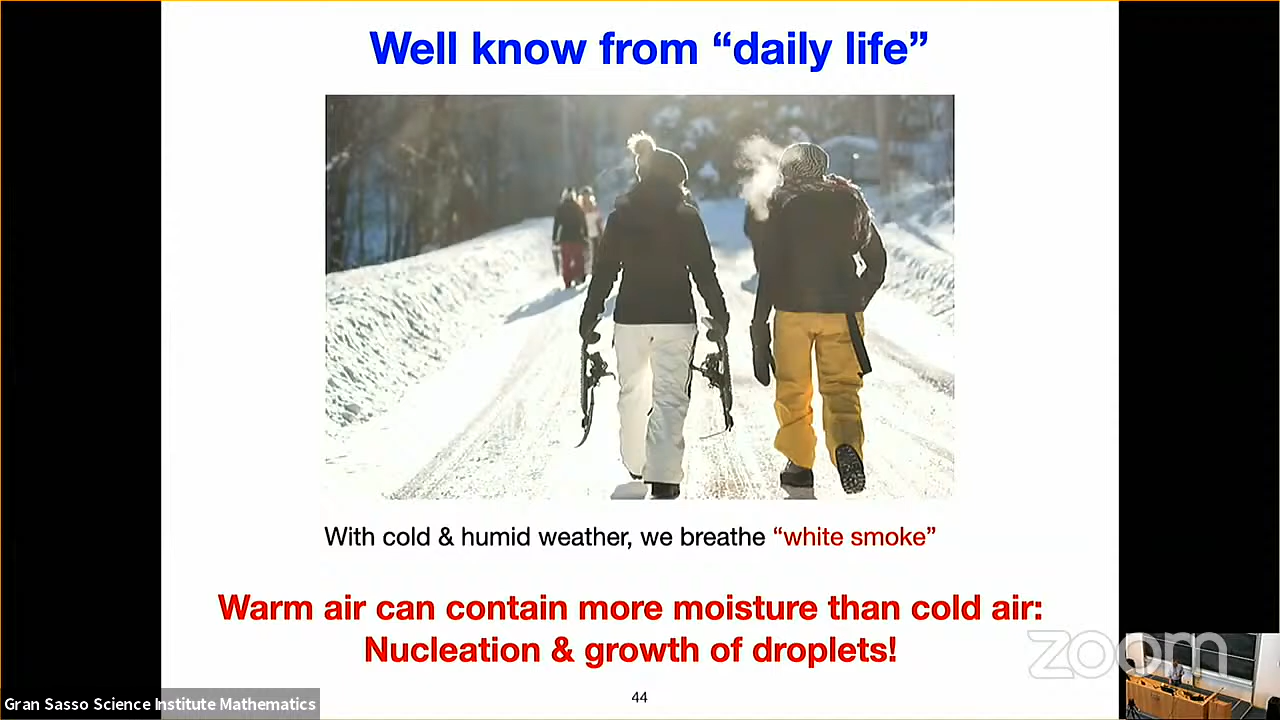 Well know from “daily life”
With cold & humid weather, we breathe “white smoke”
Warm air can contain more moisture than cold air:
Nucleation & growth of droplets!
zoom
44
Gran Sasso Science Institute Mathematics